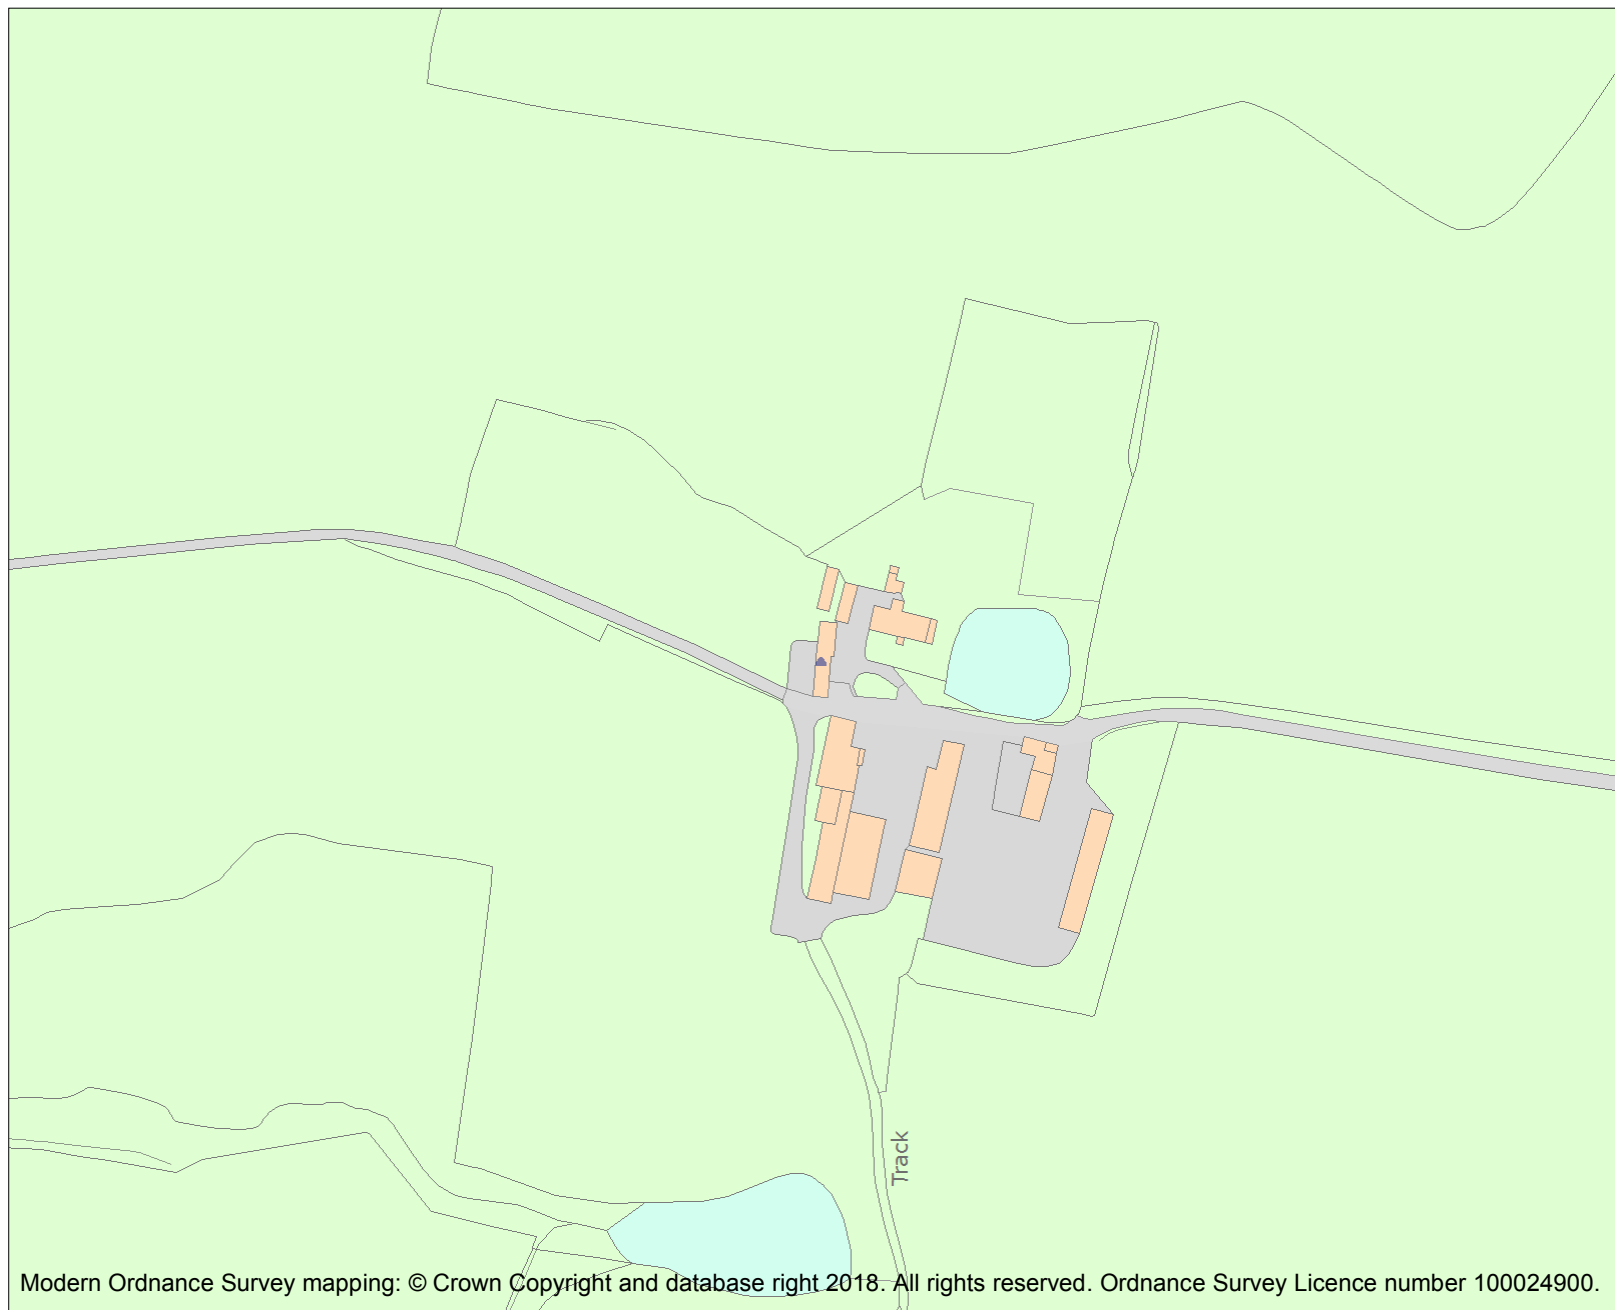 Track
Modern Ordnance Survey mapping: © Crown Copyright and database right 2018. All rights reserved. Ordnance Survey Licence number 100024900.